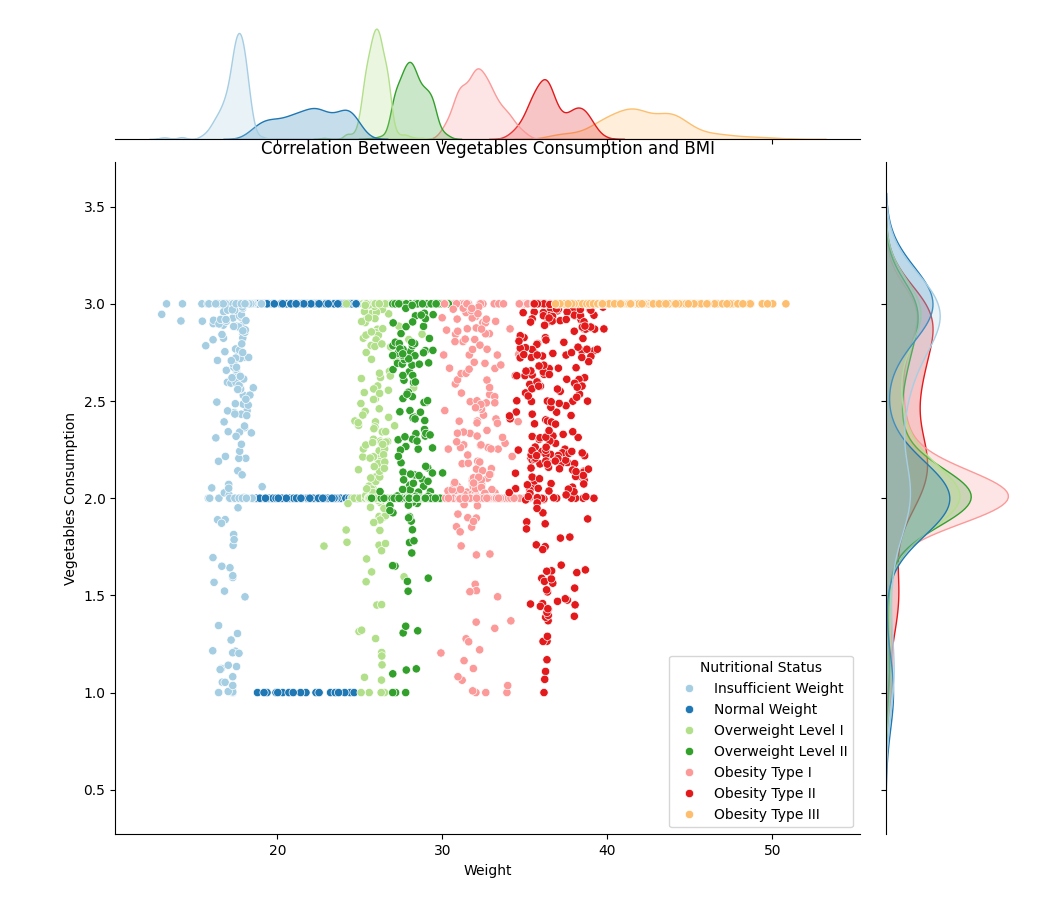 Correlation Between Vegetables Consumption and BMI
3.5
3.0
2.5
2.0
1.5
1.0
0.5
Vegetables Consumption
20
30
40
50
Weight
Nutritional Status
Insufficient Weight
Normal Weight
Overweight Level I
Overweight Level II
Obesity Type I
Obesity Type II
Obesity Type III